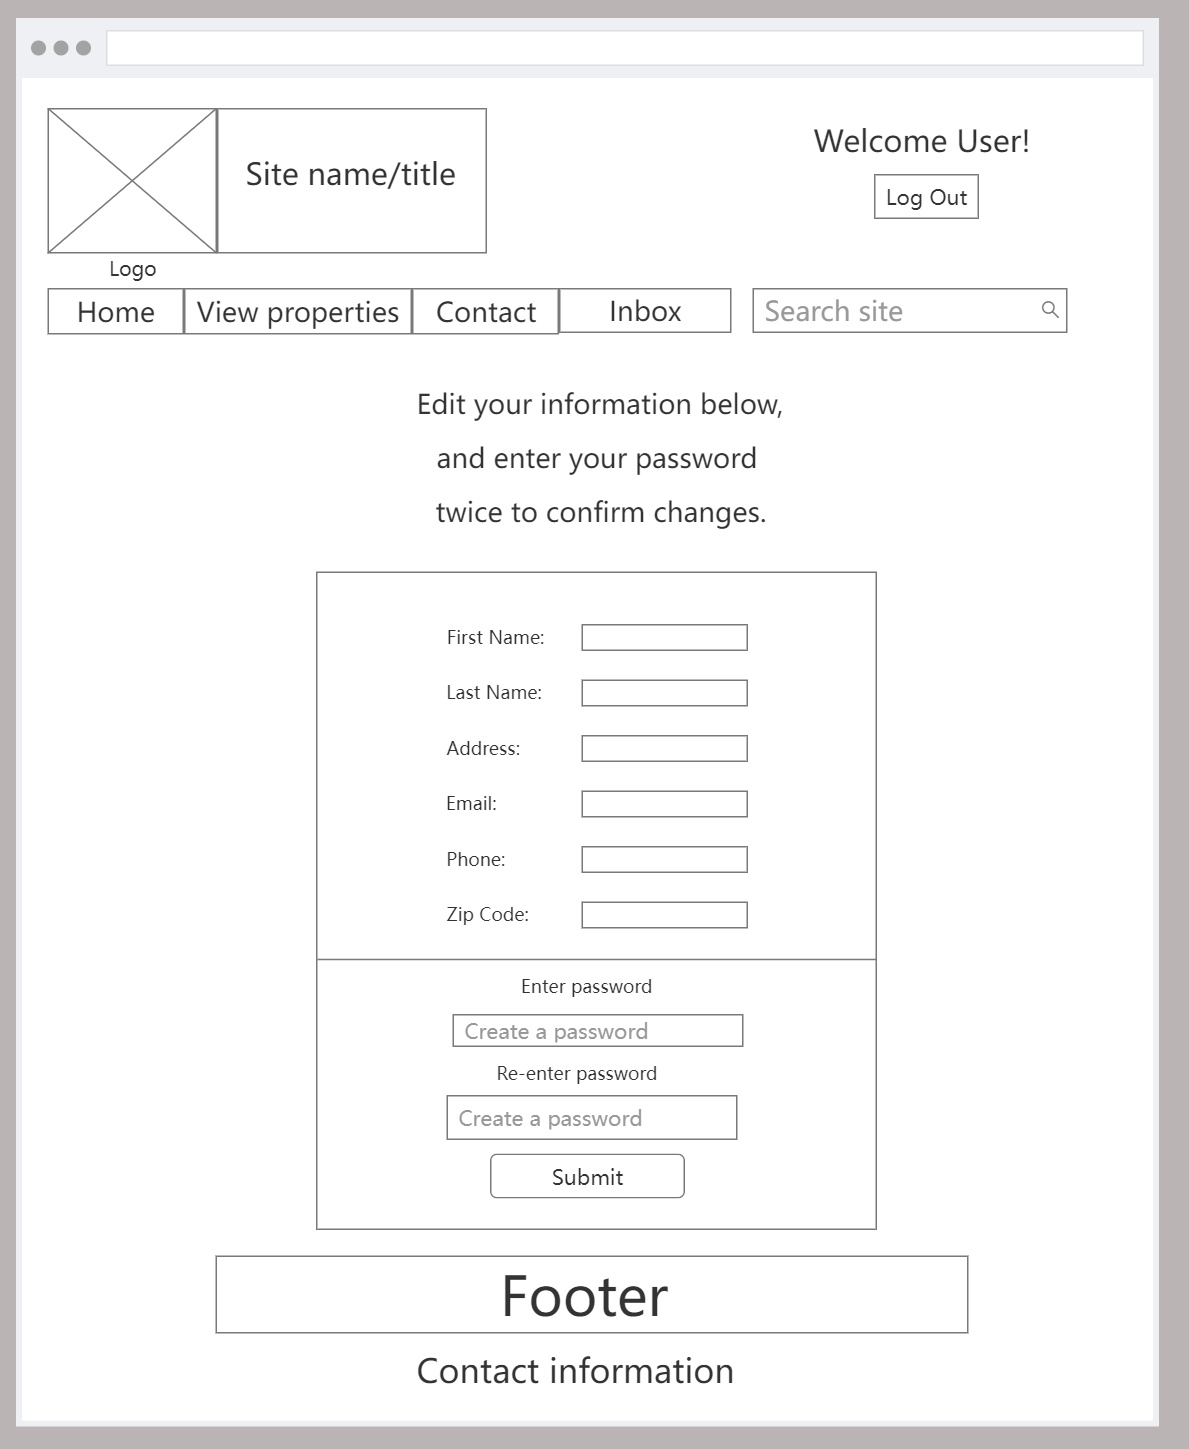 Site name/title
Welcome User!
Log Out
Logo
Home
View properties
Contact
Inbox
Search site
Edit your information below,
and enter your password
twice to confirm changes.
First Name:
Last Name:
Address:
Email:
Phone:
Zip Code:
Enter password
Create a password
Re-enter password
Create a password
Submit
Footer
Contact information